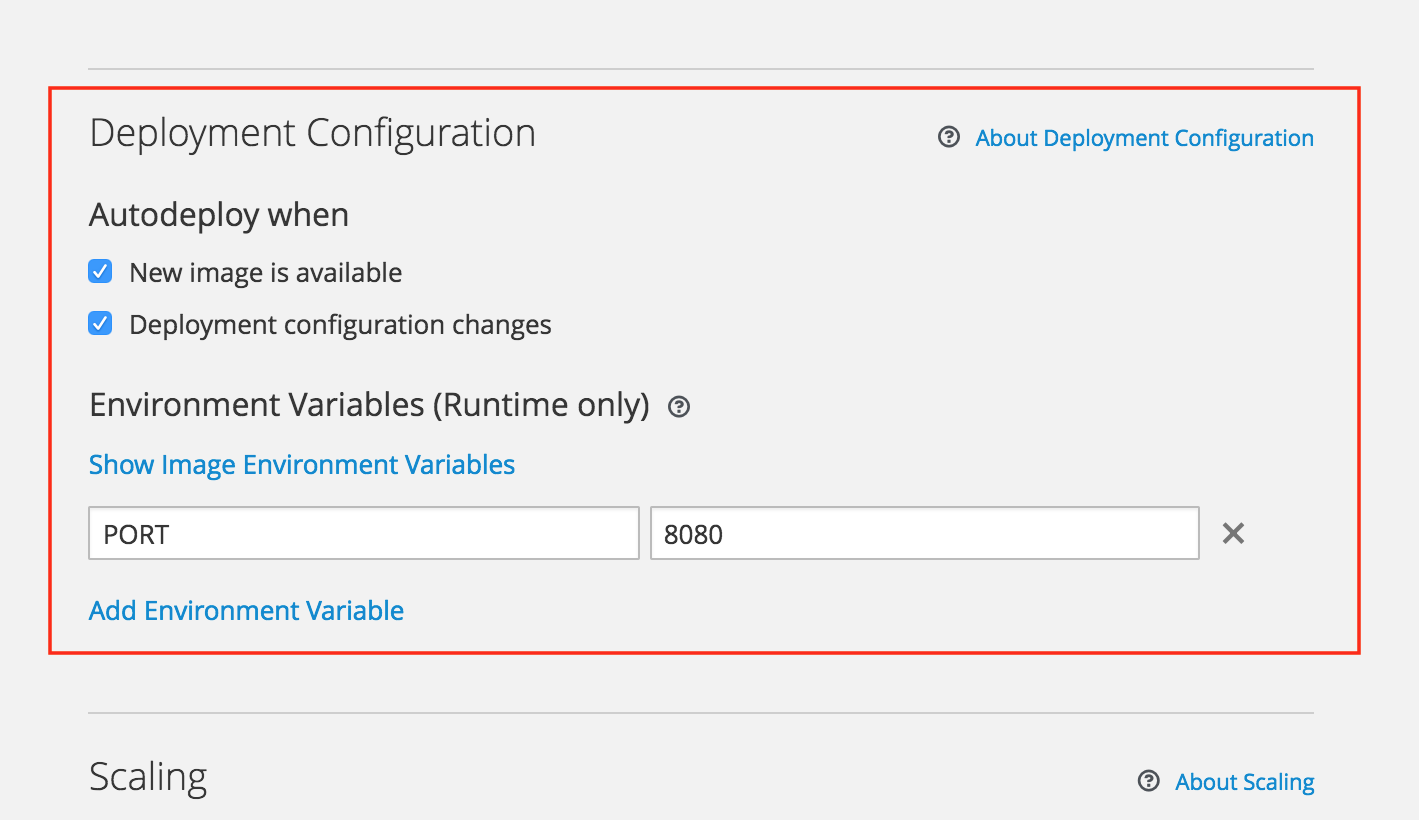 Deployment Configuration
About Deployment Configuration
Autodeploy when
New image is available
Deployment configuration changes
Environment Variables (Runtime only)
Show Image Environment Variables
PORT
8080
Add Environment Variable
Scaling
About Scaling